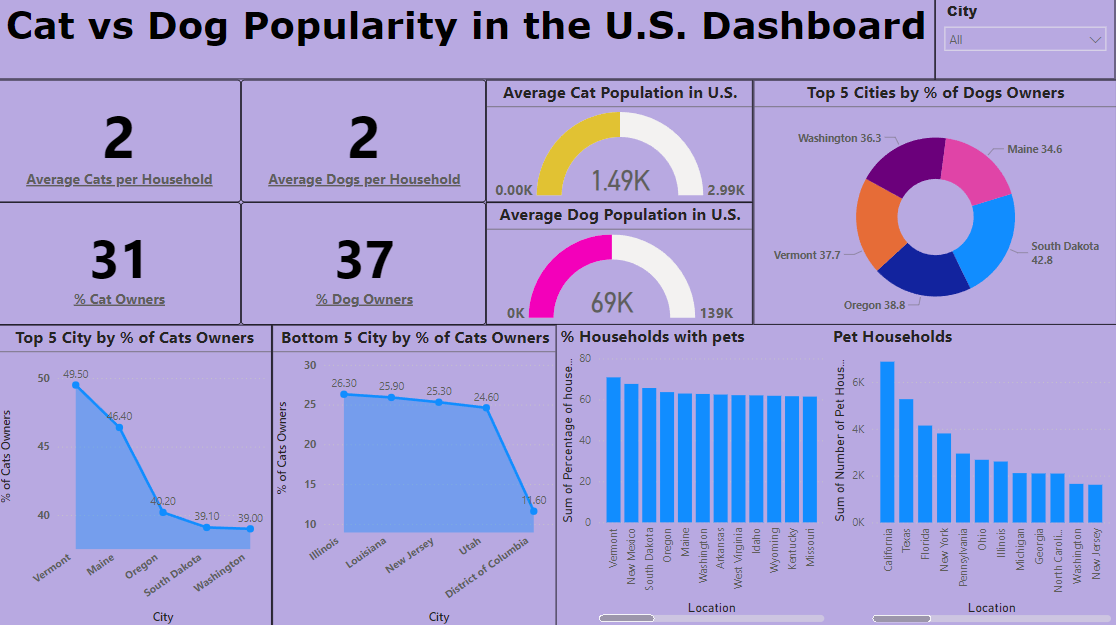 Cat vs Dog Popularity in the U.S. Dashboard
City
All
2
Average Cats per Household
2
Average Dogs per Household
31
% Cat Owners
37
% Dog Owners
Average Cat Population in U.S.
1.49K
0.00K
2.99K
Average Dog Population in U.S.
69K
0K
139K
Top 5 Cities by % of Dogs Owners
Washington 36.3
Maine 34.6
Vermont 37.7
South Dakota
42.8
Oregon 38.8
Top 5 City by % of Cats Owners
% of Cats Owners
50
45
40
49.50
46.40
40.20
39.10
39.00
Vermont
Maine
Oregon
South Dakota
Washington
City
Bottom 5 City by % of Cats Owners
% of Cats Owners
30
25
20
15
10
26.30
25.90
25.30
24.60
11.60
Illinois
Louisiana
New Jersey
Utah
District of Columbia
City
% Households with pets
Sum of Percentage of house...
80
60
40
20
0
Vermont
New Mexico
South Dakota
Oregon
Maine
Washington
Arkansas
West Virginia
Idaho
Wyoming
Kentucky
Missouri
Location
Pet Households
Sum of Number of Pet Hous...
6K
4K
2K
0K
California
Texas
Florida
New York
Pennsylvania
Ohio
Illinois
Michigan
Georgia
North Caroli...
Washington
New Jersey
Location